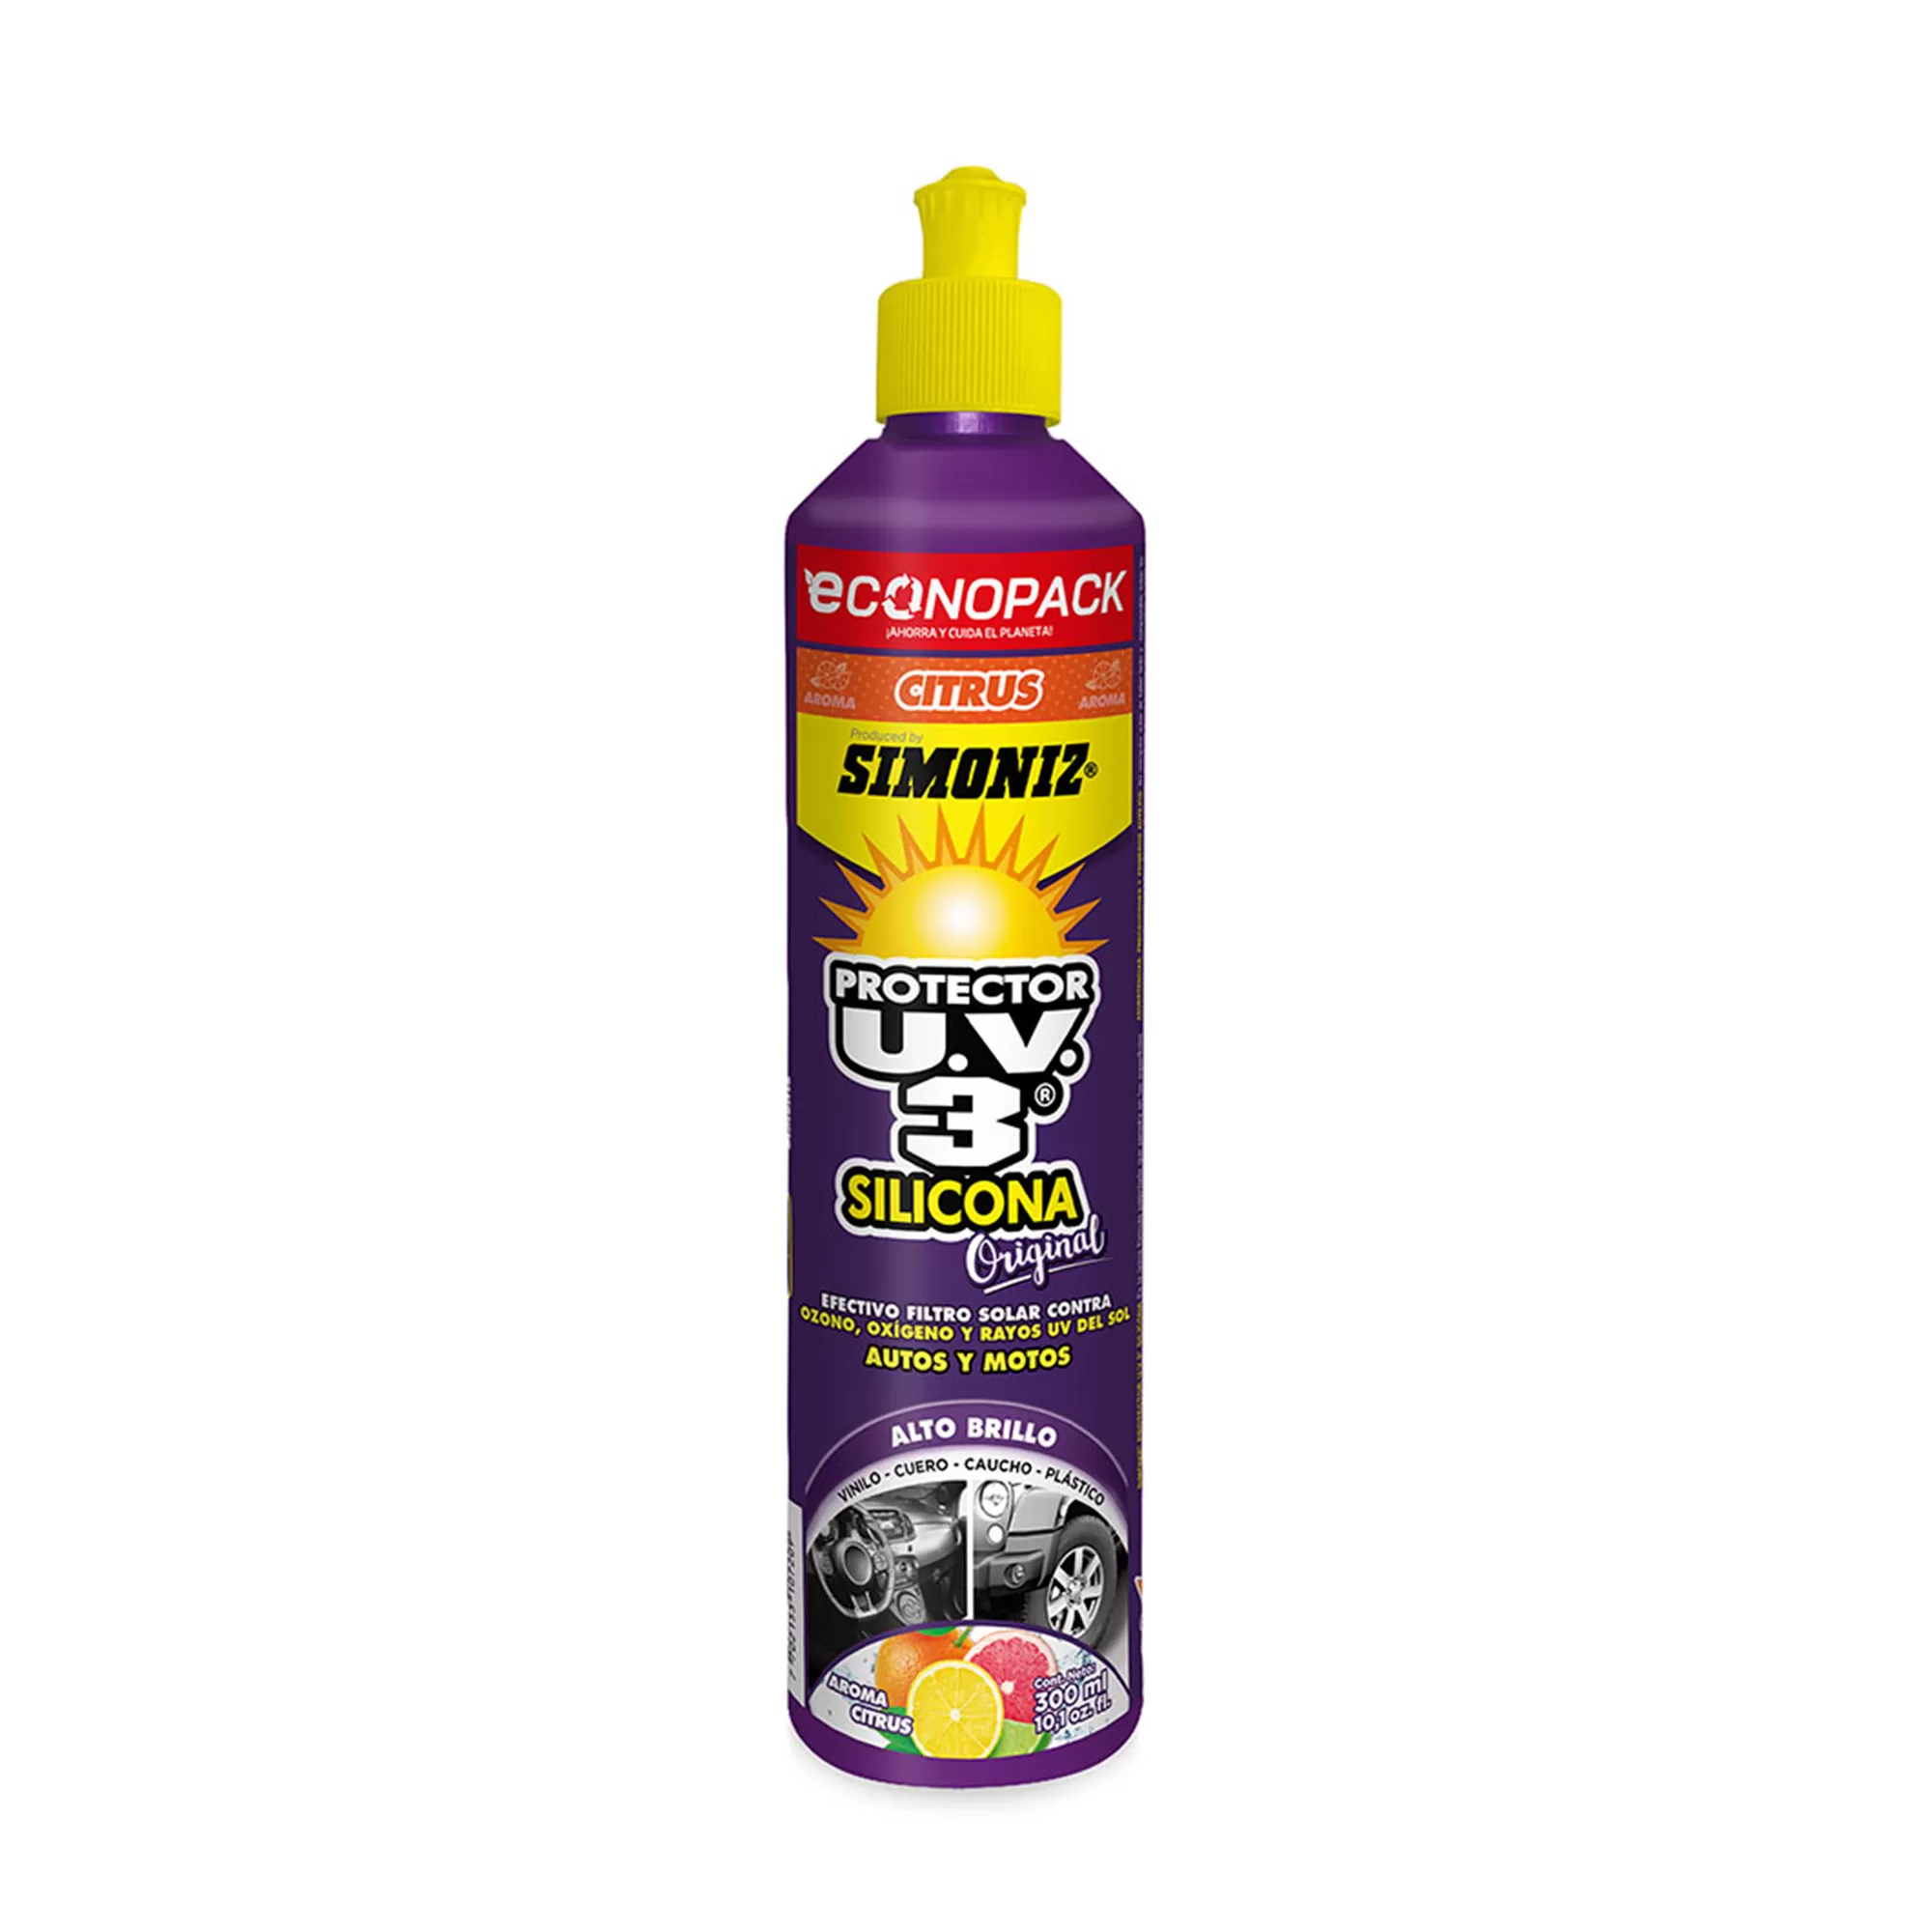 eCONOPACK
¡AHORRA Y CUIDA EL PLANETA!
AROMA
CITRUS
AROMA
Produced by
SIMONIZ®
PROTECTOR
U.V.
3®
SILICONA
Original
EFECTIVO FILTRO SOLAR CONTRA
OZONO, OXÍGENO Y RAYOS UV DEL SOL
AUTOS Y MOTOS
ALTO BRILLO
VINILO - CUERO - CAUCHO - PLÁSTICO
AROMA
CITRUS
Cont. Neto:
300 ml
10,1 oz. fl.